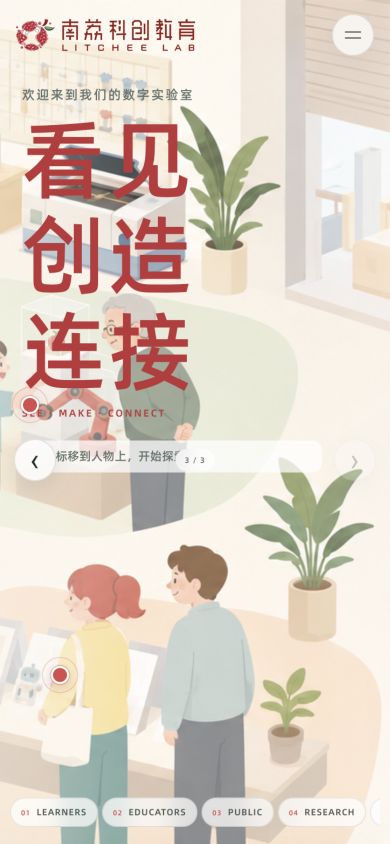 南荔科创教育
LITCHEE LAB
欢迎来到我们的数字实验室
看见
创造
连接
SEE · MAKE · CONNECT
标移到人物上，开始探
3 / 3
01 LEARNERS
02 EDUCATORS
03 PUBLIC
04 RESEARCH